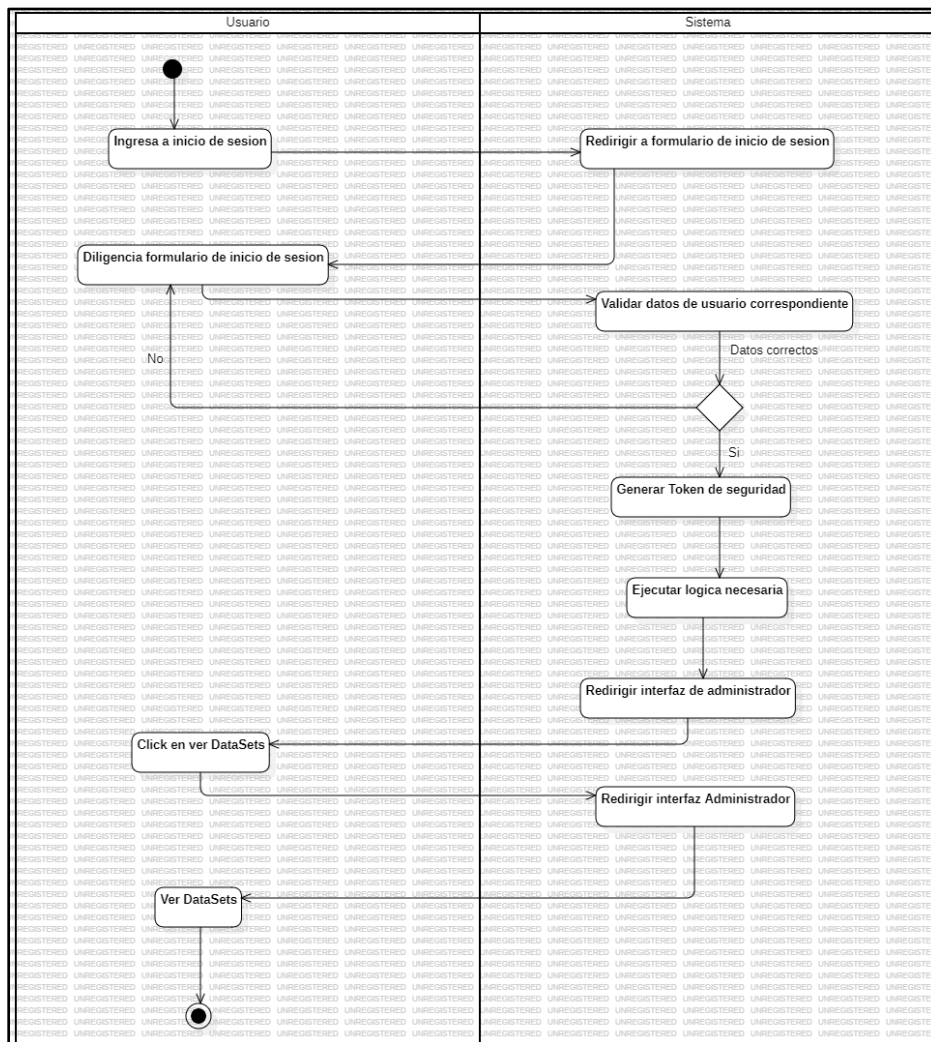 Usuario
Sistema
Ingresa a inicio de sesion
Redirigir a formulario de inicio de sesion
Diligencia formulario de inicio de sesion
Validar datos de usuario correspondiente
Datos correctos
No
Si
Generar Token de seguridad
Ejecutar logica necesaria
Redirigir interfaz de administrador
Click en ver DataSets
Redirigir interfaz Administrador
Ver DataSets
UNREGISTERED